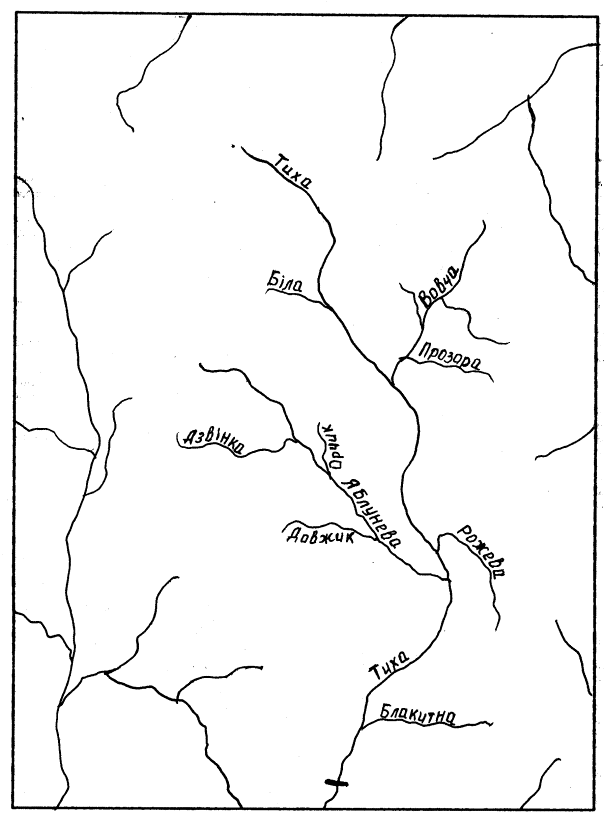 Тиха
Біла
Вовча
Прозора
Дзвінка
Орчик
Яблунева
Довжик
Рожева
Тиха
Блакитна